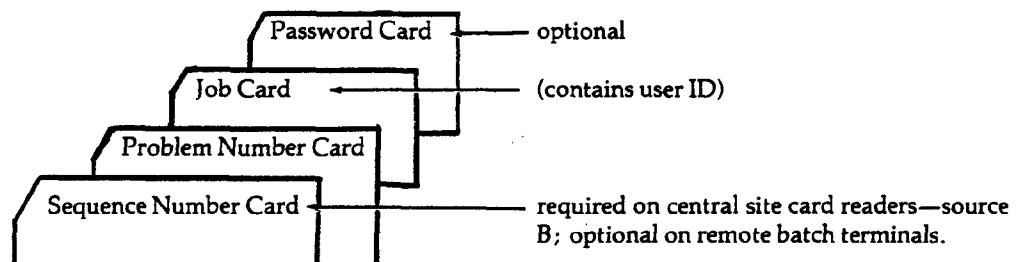 Password Card
optional
Job Card
(contains user ID)
Problem Number Card
Sequence Number Card
required on central site card readers—source
B; optional on remote batch terminals.